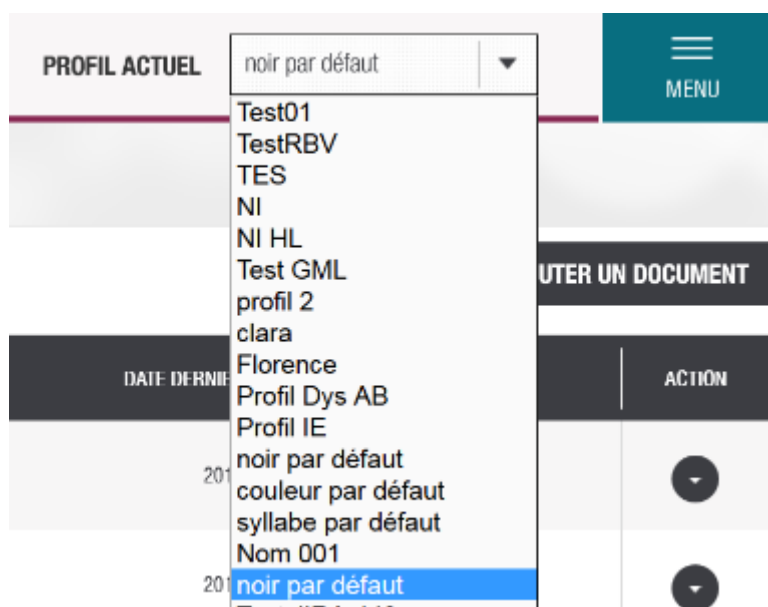 PROFIL ACTUEL
noir par défaut
MENU
Test01
TestRBV
TES
NI
NI HL
Test GML
profil 2
clara
Florence
Profil Dys AB
Profil IE
noir par défaut
couleur par défaut
syllabe par défaut
Nom 001
noir par défaut
UTER UN DOCUMENT
DATE DERNIE
ACTION
201
201